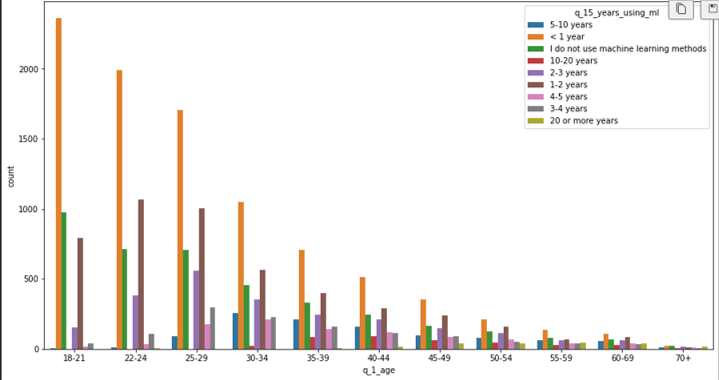 q_15_years_using_ml
5-10 years
< 1 year
I do not use machine learning methods
10-20 years
2-3 years
1-2 years
4-5 years
3-4 years
20 or more years
2000
1500
1000
500
0
count
18-21 22-24 25-29 30-34 35-39 40-44 45-49 50-54 55-59 60-69 70+
q_1_age